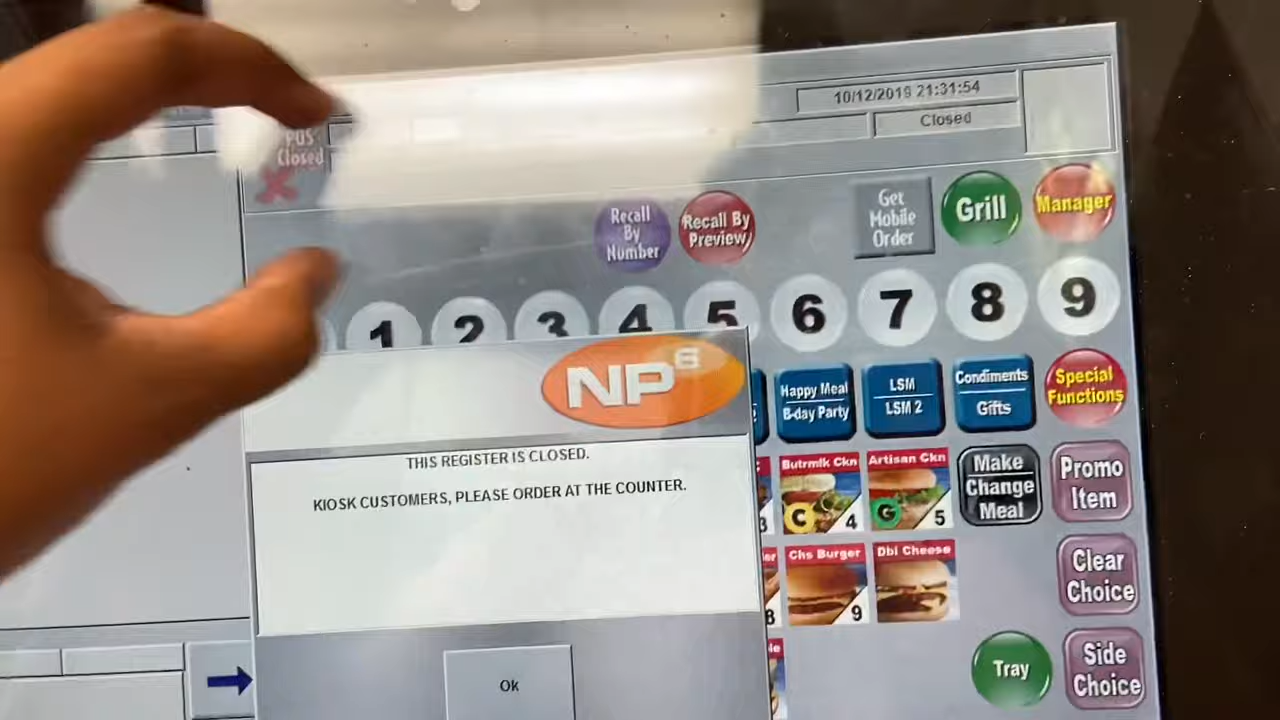 10/12/2019 21:31:54
Closed
POS
Closed
Recall
By
Number
Recall By
Preview
Get
Mobile
Order
Grill
Manager
1
2
3
4
5
6
7
8
9
NP6
Happy Meal
B-day Party
LSM
LSM 2
Condiments
Gifts
Special
Functions
THIS REGISTER IS CLOSED.
KIOSK CUSTOMERS, PLEASE ORDER AT THE COUNTER.
Butrmlk Ckn
C
4
Artisan Ckn
G
5
Make
Change
Meal
Promo
Item
Chs Burger
9
Dbl Cheese
8
Clear
Choice
Ok
Tray
Side
Choice